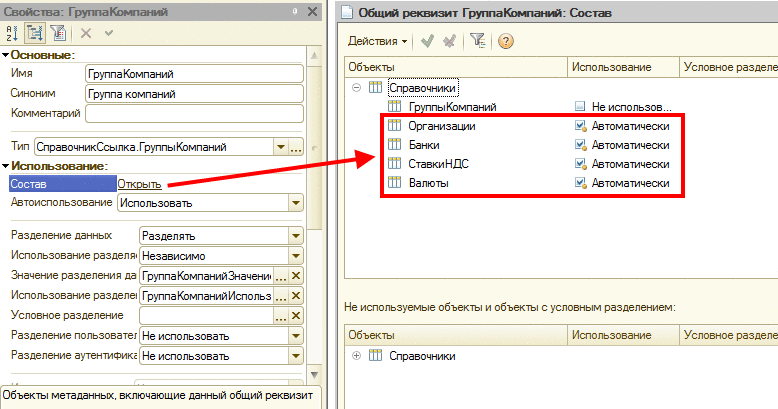 Свойства: ГруппаКомпаний
Основные:
Имя ГруппаКомпаний
Синоним Группа компаний
Комментарий
Тип СправочникСсылка.ГруппыКомпаний ...
Использование:
Состав Открыть
Автоиспользование Использовать
Разделение данных Разделять
Использование разделя Независимо
Значение разделения да ГруппаКомпанийЗначени ...
Использование разделе ГруппаКомпанийИспольз ...
Условное разделение ...
Разделение пользовател Не использовать
Разделение аутентифика Не использовать
Объекты метаданных, включающие данный общий реквизит
Общий реквизит ГруппаКомпаний: Состав
Действия
Объекты Использование Условное разделе
Справочники
ГруппыКомпаний Не использов...
Организации Автоматически
Банки Автоматически
СтавкиНДС Автоматически
Валюты Автоматически
Не используемые объекты и объекты с условным разделением:
Объекты Использование Условное разделе
Справочники